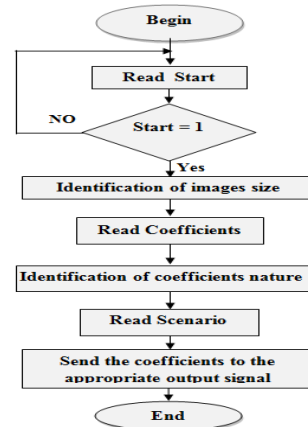 Begin
Read Start
Start = 1
NO
Yes
Identification of images size
Read Coefficients
Identification of coefficients nature
Read Scenario
Send the coefficients to the
appropriate output signal
End